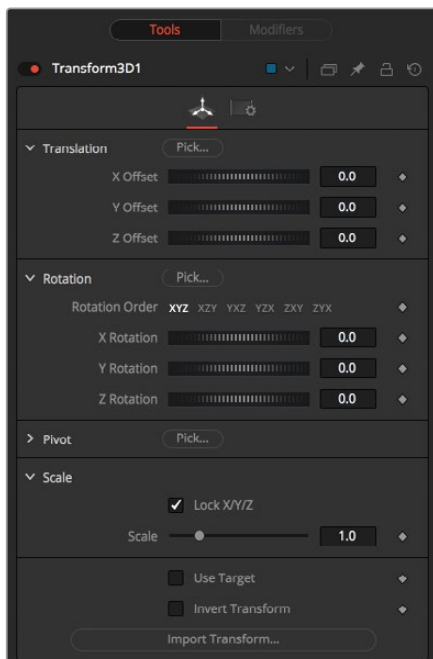 Tools Modifiers
Transform3D1
Translation Pick...
X Offset 0.0
Y Offset 0.0
Z Offset 0.0
Rotation Pick...
Rotation Order XYZ XZY YXZ YZX ZXY ZYX
X Rotation 0.0
Y Rotation 0.0
Z Rotation 0.0
Pivot Pick...
Scale
Lock X/Y/Z
Scale 1.0
Use Target
Invert Transform
Import Transform...